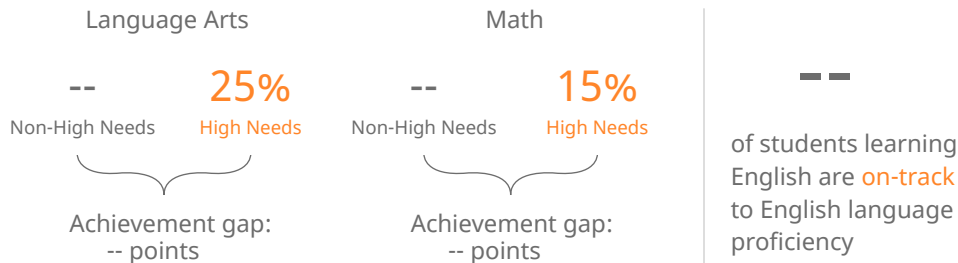 Language Arts
-- 25%
Non-High Needs High Needs
Achievement gap:
-- points
Math
-- 15%
Non-High Needs High Needs
Achievement gap:
-- points
--
of students learning
English are on-track
to English language
proficiency